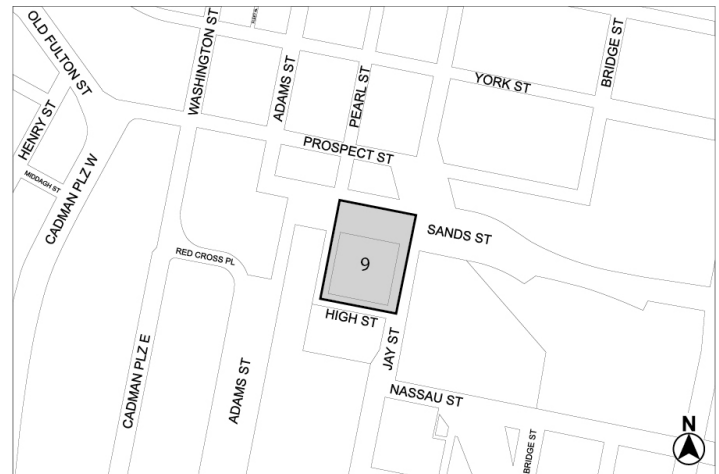 OLD FULTON ST
WASHINGTON ST
ADAMS ST
PEARL ST
YORK ST
BRIDGE ST
HENRY ST
PROSPECT ST
MIDDAGH ST
CADMAN PLZ W
SANDS ST
RED CROSS PL
9
HIGH ST
JAY ST
CADMAN PLZ E
ADAMS ST
NASSAU ST
BRIDGE ST
N